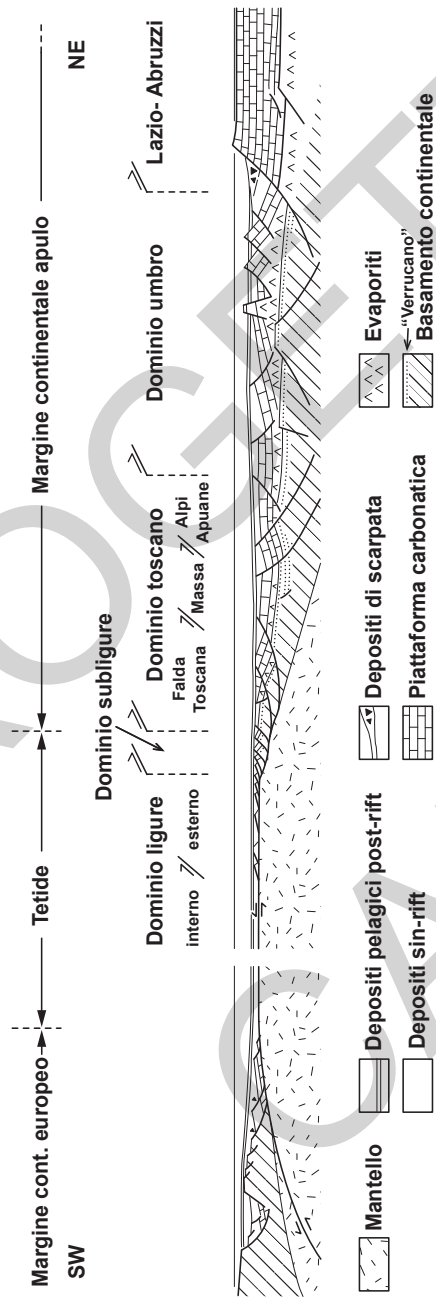 Margine cont. europeo
Tetide
Margine continentale apulo
SW
NE
Dominio subligure
Dominio ligure
interno
esterno
Dominio toscano
Falda
Toscana
Massa
Alpi
Apuane
Dominio umbro
Lazio- Abruzzi
Mantello
Depositi pelagici post-rift
Depositi sin-rift
Depositi di scarpata
Piattaforma carbonatica
Evaporiti
"Verrucano"
Basamento continentale